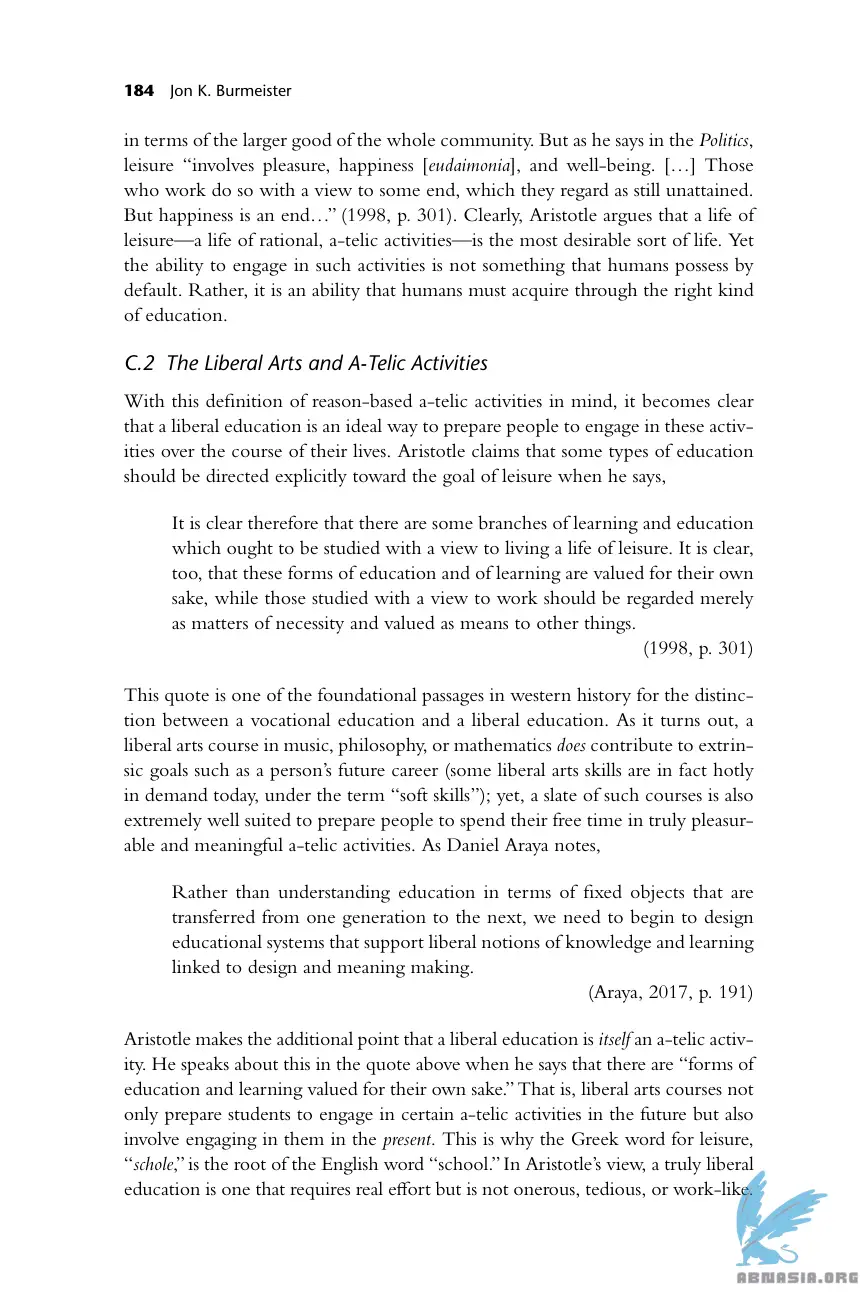 184 Jon K. Burmeister
in terms of the larger good of the whole community. But as he says in the Politics,
leisure “involves pleasure, happiness [eudaimonia], and well-being. […] Those
who work do so with a view to some end, which they regard as still unattained.
But happiness is an end…” (1998, p. 301). Clearly, Aristotle argues that a life of
leisure—a life of rational, a-telic activities—is the most desirable sort of life. Yet
the ability to engage in such activities is not something that humans possess by
default. Rather, it is an ability that humans must acquire through the right kind
of education.
C.2 The Liberal Arts and A-Telic Activities
With this definition of reason-based a-telic activities in mind, it becomes clear
that a liberal education is an ideal way to prepare people to engage in these activ-
ities over the course of their lives. Aristotle claims that some types of education
should be directed explicitly toward the goal of leisure when he says,
It is clear therefore that there are some branches of learning and education
which ought to be studied with a view to living a life of leisure. It is clear,
too, that these forms of education and of learning are valued for their own
sake, while those studied with a view to work should be regarded merely
as matters of necessity and valued as means to other things.
(1998, p. 301)
This quote is one of the foundational passages in western history for the distinc-
tion between a vocational education and a liberal education. As it turns out, a
liberal arts course in music, philosophy, or mathematics does contribute to extrin-
sic goals such as a person’s future career (some liberal arts skills are in fact hotly
in demand today, under the term “soft skills”); yet, a slate of such courses is also
extremely well suited to prepare people to spend their free time in truly pleasur-
able and meaningful a-telic activities. As Daniel Araya notes,
Rather than understanding education in terms of fixed objects that are
transferred from one generation to the next, we need to begin to design
educational systems that support liberal notions of knowledge and learning
linked to design and meaning making.
(Araya, 2017, p. 191)
Aristotle makes the additional point that a liberal education is itself an a-telic activ-
ity. He speaks about this in the quote above when he says that there are “forms of
education and learning valued for their own sake.” That is, liberal arts courses not
only prepare students to engage in certain a-telic activities in the future but also
involve engaging in them in the present. This is why the Greek word for leisure,
“schole,” is the root of the English word “school.” In Aristotle’s view, a truly liberal
education is one that requires real effort but is not onerous, tedious, or work-like.
ABNASIA.ORG